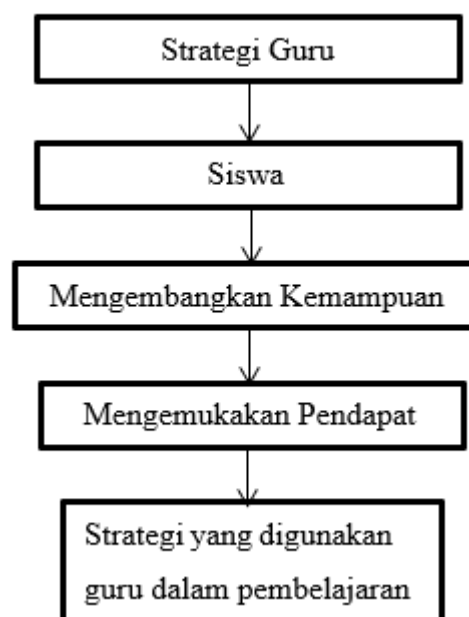 Strategi Guru
Siswa
Mengembangkan Kemampuan
Mengemukakan Pendapat
Strategi yang digunakan
guru dalam pembelajaran